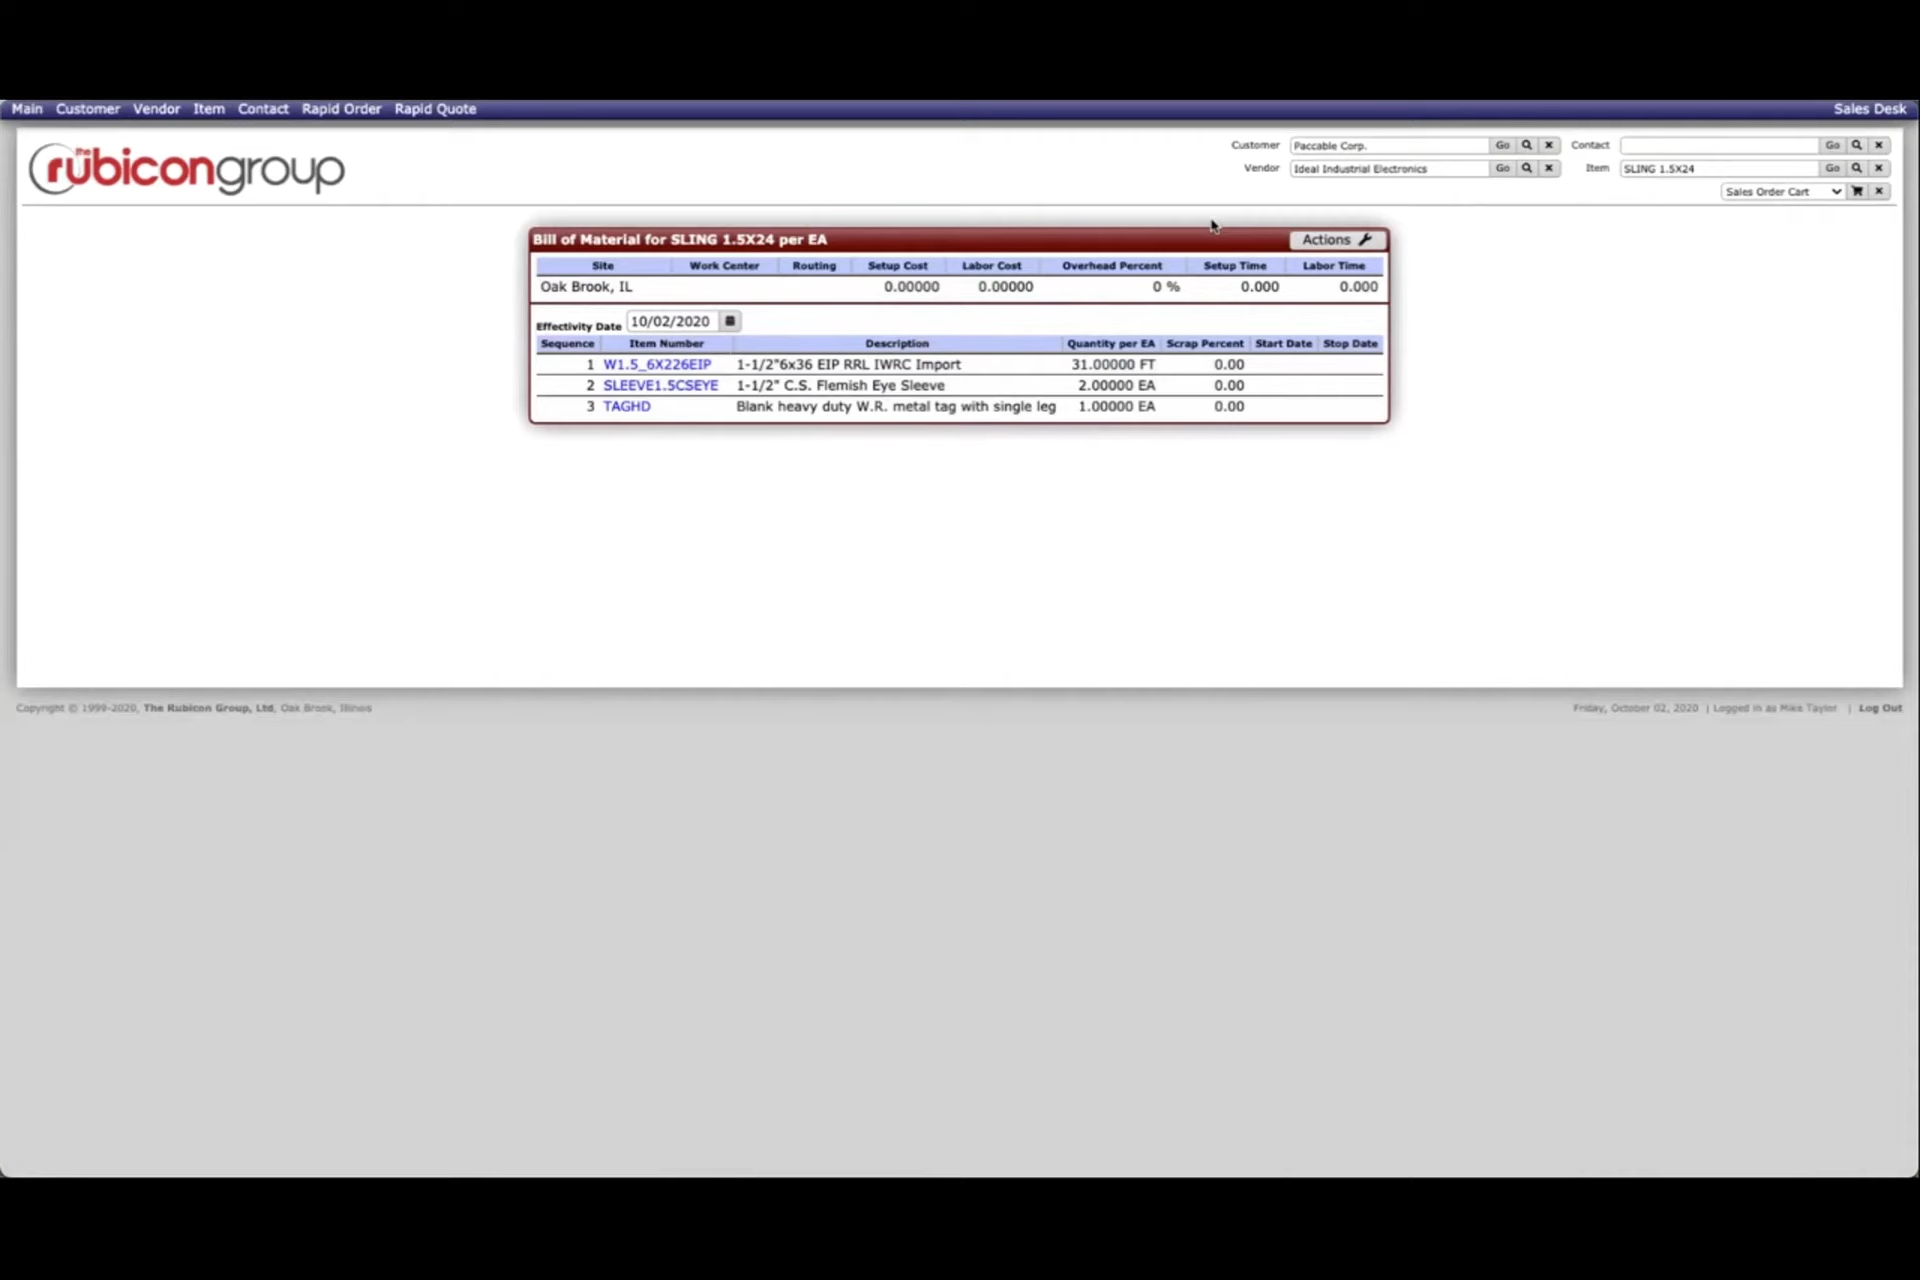 Main Customer Vendor Item Contact Rapid Order Rapid Quote Sales Desk
the rubicongroup
Customer Paccable Corp. Go Contact Go
Vendor Ideal Industrial Electronics Go Item SLING 1.5X24 Go
Sales Order Cart
Bill of Material for SLING 1.5X24 per EA Actions
Site Work Center Routing Setup Cost Labor Cost Overhead Percent Setup Time Labor Time
Oak Brook, IL 0.00000 0.00000 0 % 0.000 0.000
Effectivity Date 10/02/2020
Sequence Item Number Description Quantity per EA Scrap Percent Start Date Stop Date
1 W1.5_6X226EIP 1-1/2"6x36 EIP RRL IWRC Import 31.00000 FT 0.00
2 SLEEVE1.5CSEYE 1-1/2" C.S. Flemish Eye Sleeve 2.00000 EA 0.00
3 TAGHD Blank heavy duty W.R. metal tag with single leg 1.00000 EA 0.00
Copyright © 1999-2020, The Rubicon Group, Ltd, Oak Brook, Illinois Friday, October 02, 2020 | Logged in as Mike Taylor | Log Out